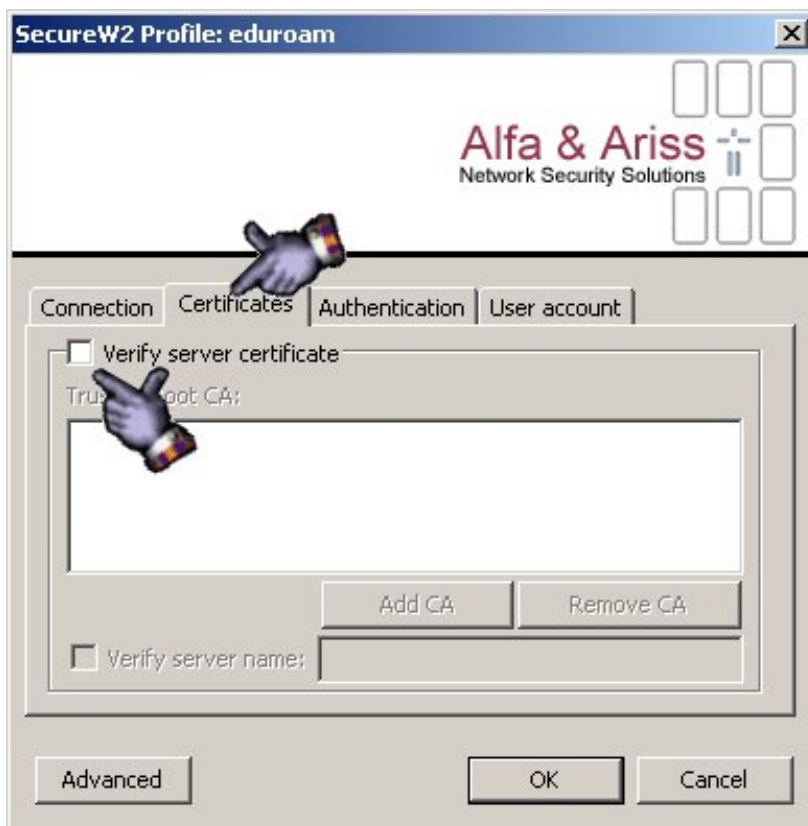 SecureW2 Profile: eduroam
Alfa & Ariss
Network Security Solutions
Connection Certificates Authentication User account
Verify server certificate
Root CA:
Add CA Remove CA
Verify server name:
Advanced OK Cancel